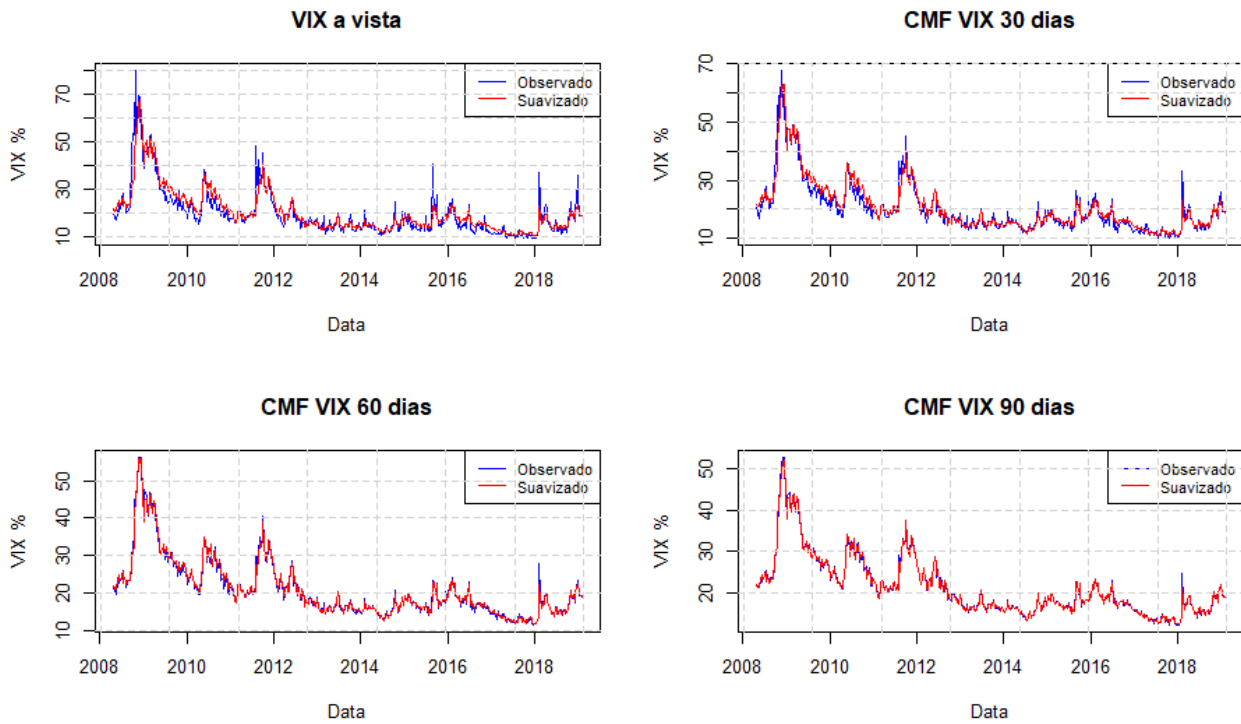 VIX a vista
VIX %
70
50
30
10
Observado
Suavizado
2008 2010 2012 2014 2016 2018
Data
CMF VIX 30 dias
VIX %
70
50
30
10
Observado
Suavizado
2008 2010 2012 2014 2016 2018
Data
CMF VIX 60 dias
VIX %
50
40
30
20
10
Observado
Suavizado
2008 2010 2012 2014 2016 2018
Data
CMF VIX 90 dias
VIX %
50
40
30
20
Observado
Suavizado
2008 2010 2012 2014 2016 2018
Data